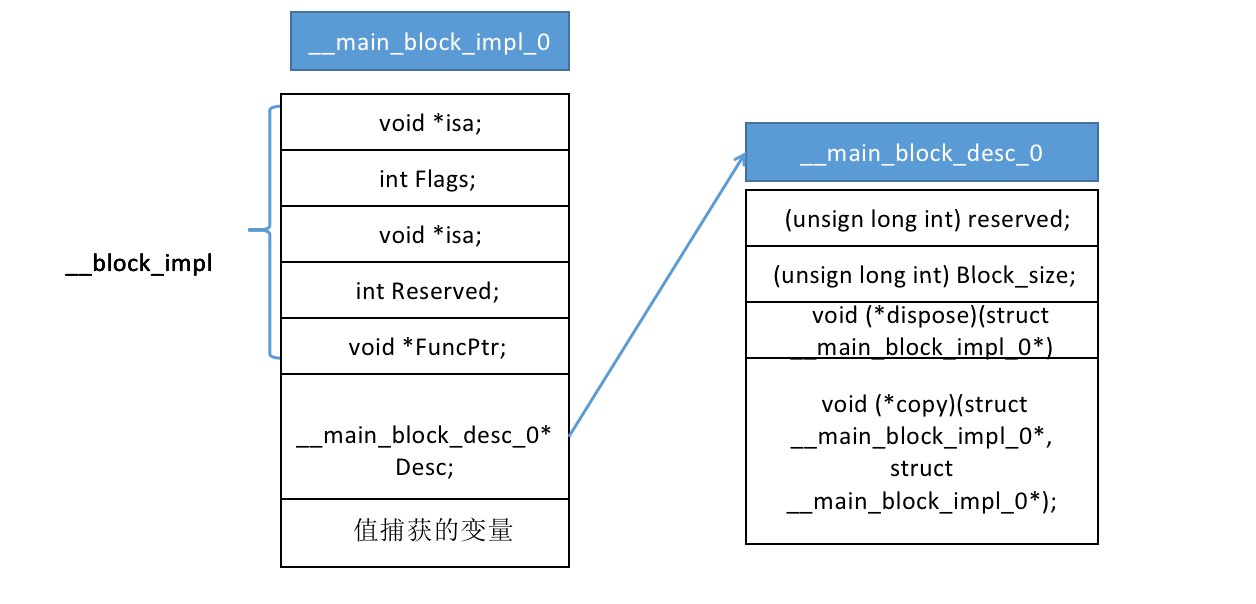 __main_block_impl_0
void *isa;
int Flags;
void *isa;
int Reserved;
void *FuncPtr;
__main_block_desc_0*
Desc;
值捕获的变量
__block_impl
__main_block_desc_0
(unsign long int) reserved;
(unsign long int) Block_size;
void (*dispose)(struct
__main_block_impl_0*)
void (*copy)(struct
__main_block_impl_0*,
struct
__main_block_impl_0*);